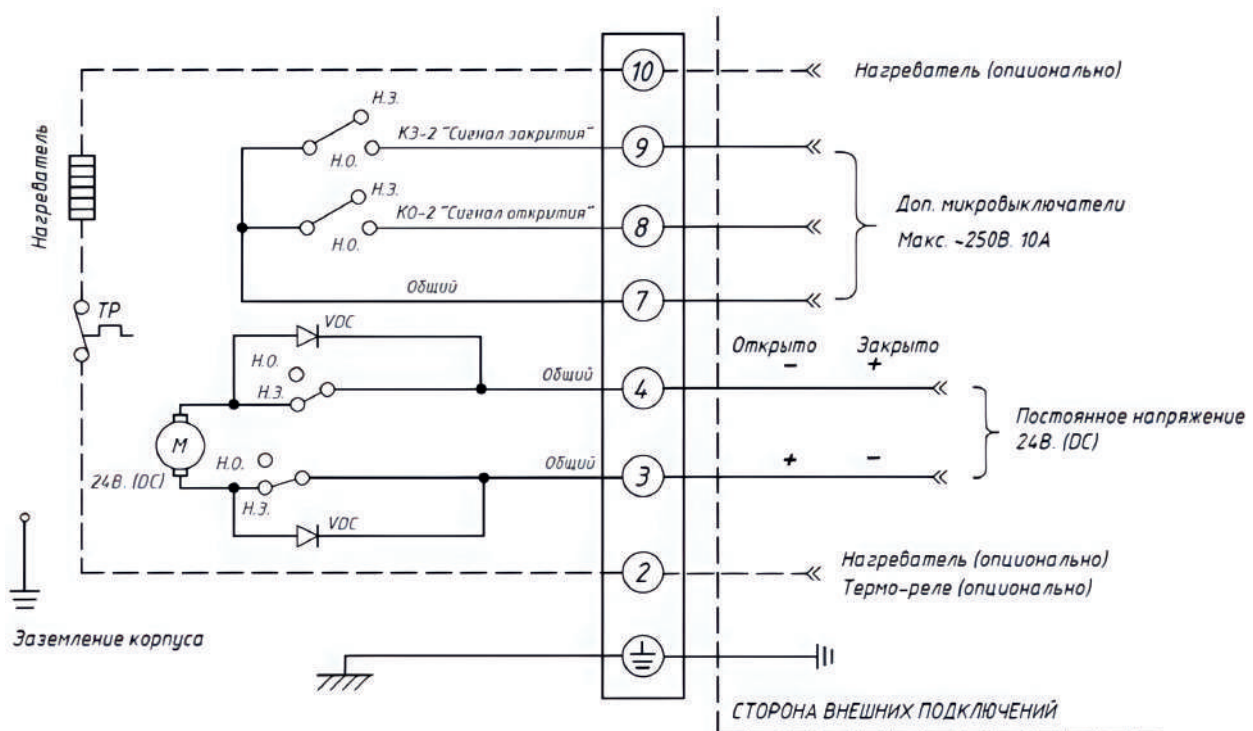 10
Нагреватель (опционально)
Н.З.
КЗ-2 "Сигнал закрития"
Н.О.
9
Нагреватель
Н.З.
КО-2 "Сигнал открития"
Н.О.
8
Доп. микровыключатели
Макс. ~250В. 10А
Общий
7
ТР
VDC
Открыто
Закрыто
Н.О.
Н.З.
Общий
4
-
+
Постоянное напряжение
24В. (DC)
М
24В. (DC)
Н.О.
Н.З.
Общий
3
+
-
VDC
2
Нагреватель (опционально)
Термо-реле (опционально)
Заземление корпуса
СТОРОНА ВНЕШНИХ ПОДКЛЮЧЕНИЙ